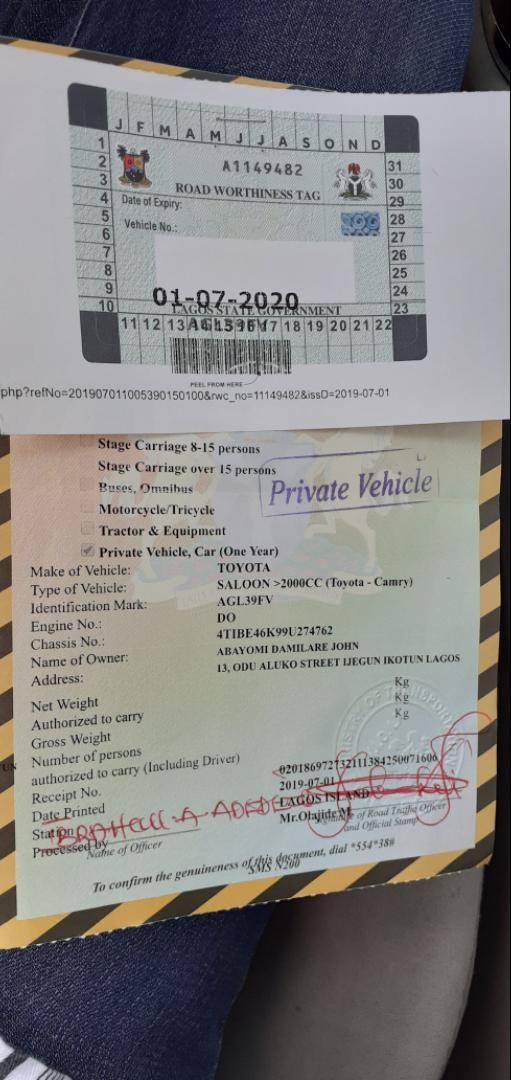 J F M A M J J A S O N D
1
2
3
4
5
6
7
8
9
10
A1149482
ROAD WORTHINESS TAG
Date of Expiry:
Vehicle No.:
31
30
29
28
27
26
25
24
23
01-07-2020
LAGOS STATE GOVERNMENT
11 12 13 14 15 16 17 18 19 20 21 22
AGL39FV
PEEL FROM HERE
php?refNo=201907011005390150100&rwc_no=11149482&issD=2019-07-01
Stage Carriage 8-15 persons
Stage Carriage over 15 persons
Buses, Omnibus
Private Vehicle
Motorcycle/Tricycle
Tractor & Equipment
Private Vehicle, Car (One Year)
Make of Vehicle: TOYOTA
Type of Vehicle: SALOON >2000CC (Toyota - Camry)
Identification Mark: AGL39FV
Engine No.: DO
Chassis No.: 4TIBE46K99U274762
Name of Owner: ABAYOMI DAMILARE JOHN
Address: 13, ODU ALUKO STREET IJEGUN IKOTUN LAGOS
Net Weight Kg
Authorized to carry Kg
Gross Weight Kg
Number of persons
authorized to carry (Including Driver)
Receipt No. 0201869727321113842500716​06
Date Printed 2019-07-01
Station LAGOS ISLAND
Processed by Mr.Olajide M
Name of Officer
Signature of Road Traffic Officer
and Official Stamp
To confirm the genuineness of this document, dial *554*38#
SMS N200